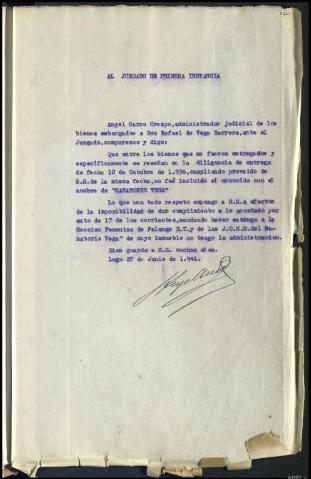 AL JUZGADO DE PRIMERA INSTANCIA
Angel Carro Crespo,administrador judicial de los
bienes embargados a Don Rafael de Vega Barrera,ante el
Juzgado,comparezco y digo:
Que entre los bienes que me fueron entregados y
especificamente se reseñan en la diligencia de entrega
de fecha 10 de Octubre de 1.936,cumpliendo proveido de
S.S.de la misma fecha,no fué incluido el conocido con el
nombre de "SANATORIO VEGA"
Lo que con todo respeto expongo a S.S.a efectos
de la imposibilidad de dar cumplimiento a lo acordado por
auto de 17 de los corrientes,mandando hacer entrega a la
Seccion Femenina de Falange E.T.y de las J.O.N.S.del Sa-
natorio Vega" de cuyo inmueble no tengo la administracion.
Dios guarde a S.S. muchos años.
Lugo 27 de Junio de 1.941.